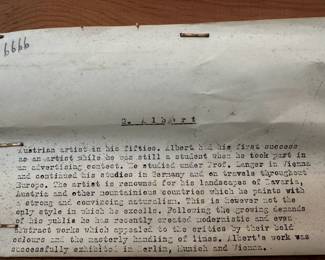 6666
G. Albert
Austrian artist in his fifties. Albert had his first success
as an artist while he was still a student when he took part in
an advertising contest. He studied under Prof. Langer in Vienna
and continued his studies in Germany and on travels throughout
Europe. The artist is renowned for his landscapes of Bavaria,
Austria and other mountainious countries which he paints with
a strong and convincing naturalism. This is however not the
only style in which he excells. Following the growing demands
of his public he has recently created modernistic and even
abstract works which appealed to the critics by their bold
colours and the masterly handling of lines. Albert's work was
successfully exhibited in Berlin, Munich and Vienna.